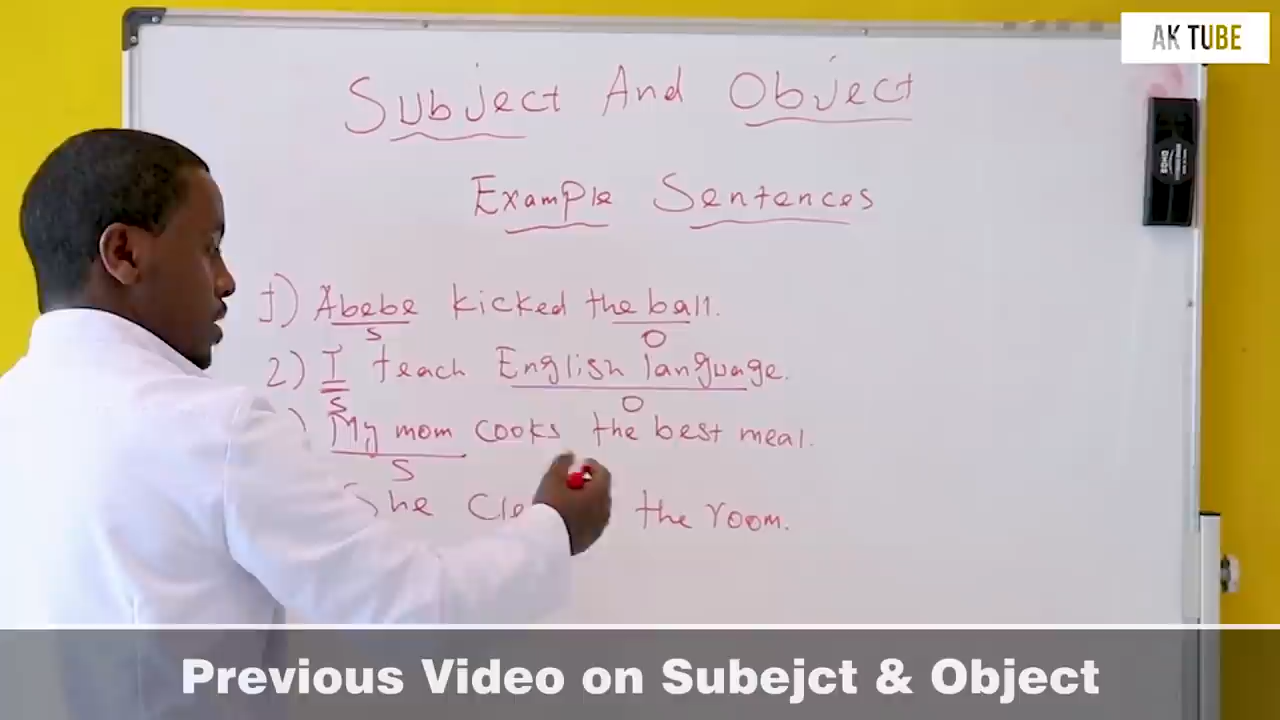 AK TUBE
Subject And Object
Example Sentences
1) Abebe kicked the ball.
S O
2) I teach English language.
S O
) My mom cooks the best meal.
S
She the room.
Previous Video on Subejct & Object